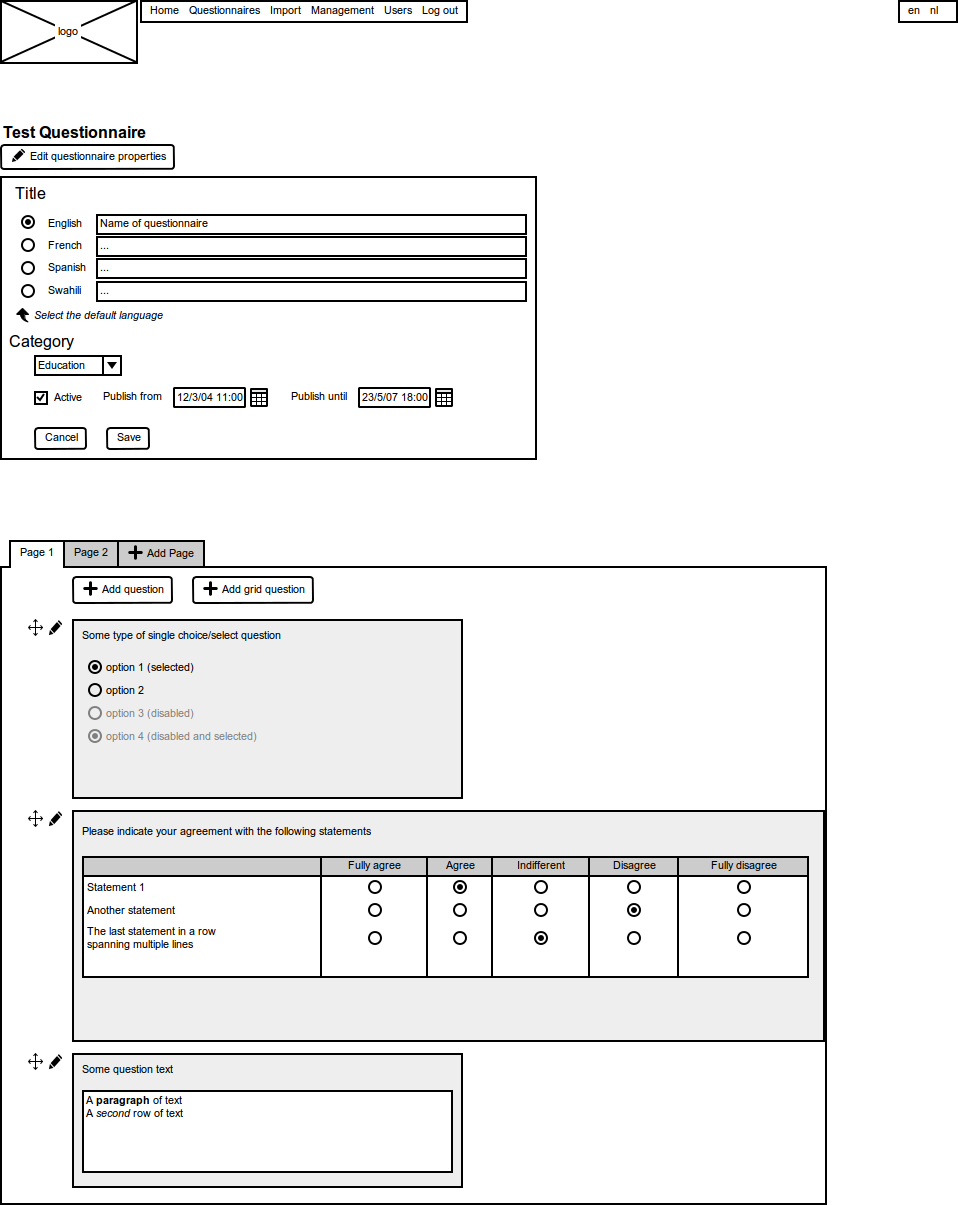 logo
Home Questionnaires Import Management Users Log out
en nl
Test Questionnaire
Edit questionnaire properties
Title
English Name of questionnaire
French ...
Spanish ...
Swahili ...
Select the default language
Category
Education
Active Publish from 12/3/04 11:00 Publish until 23/5/07 18:00
Cancel Save
Page 1 Page 2 Add Page
Add question Add grid question
Some type of single choice/select question
option 1 (selected)
option 2
option 3 (disabled)
option 4 (disabled and selected)
Please indicate your agreement with the following statements
Fully agree Agree Indifferent Disagree Fully disagree
Statement 1
Another statement
The last statement in a row
spanning multiple lines
Some question text
A paragraph of text
A second row of text